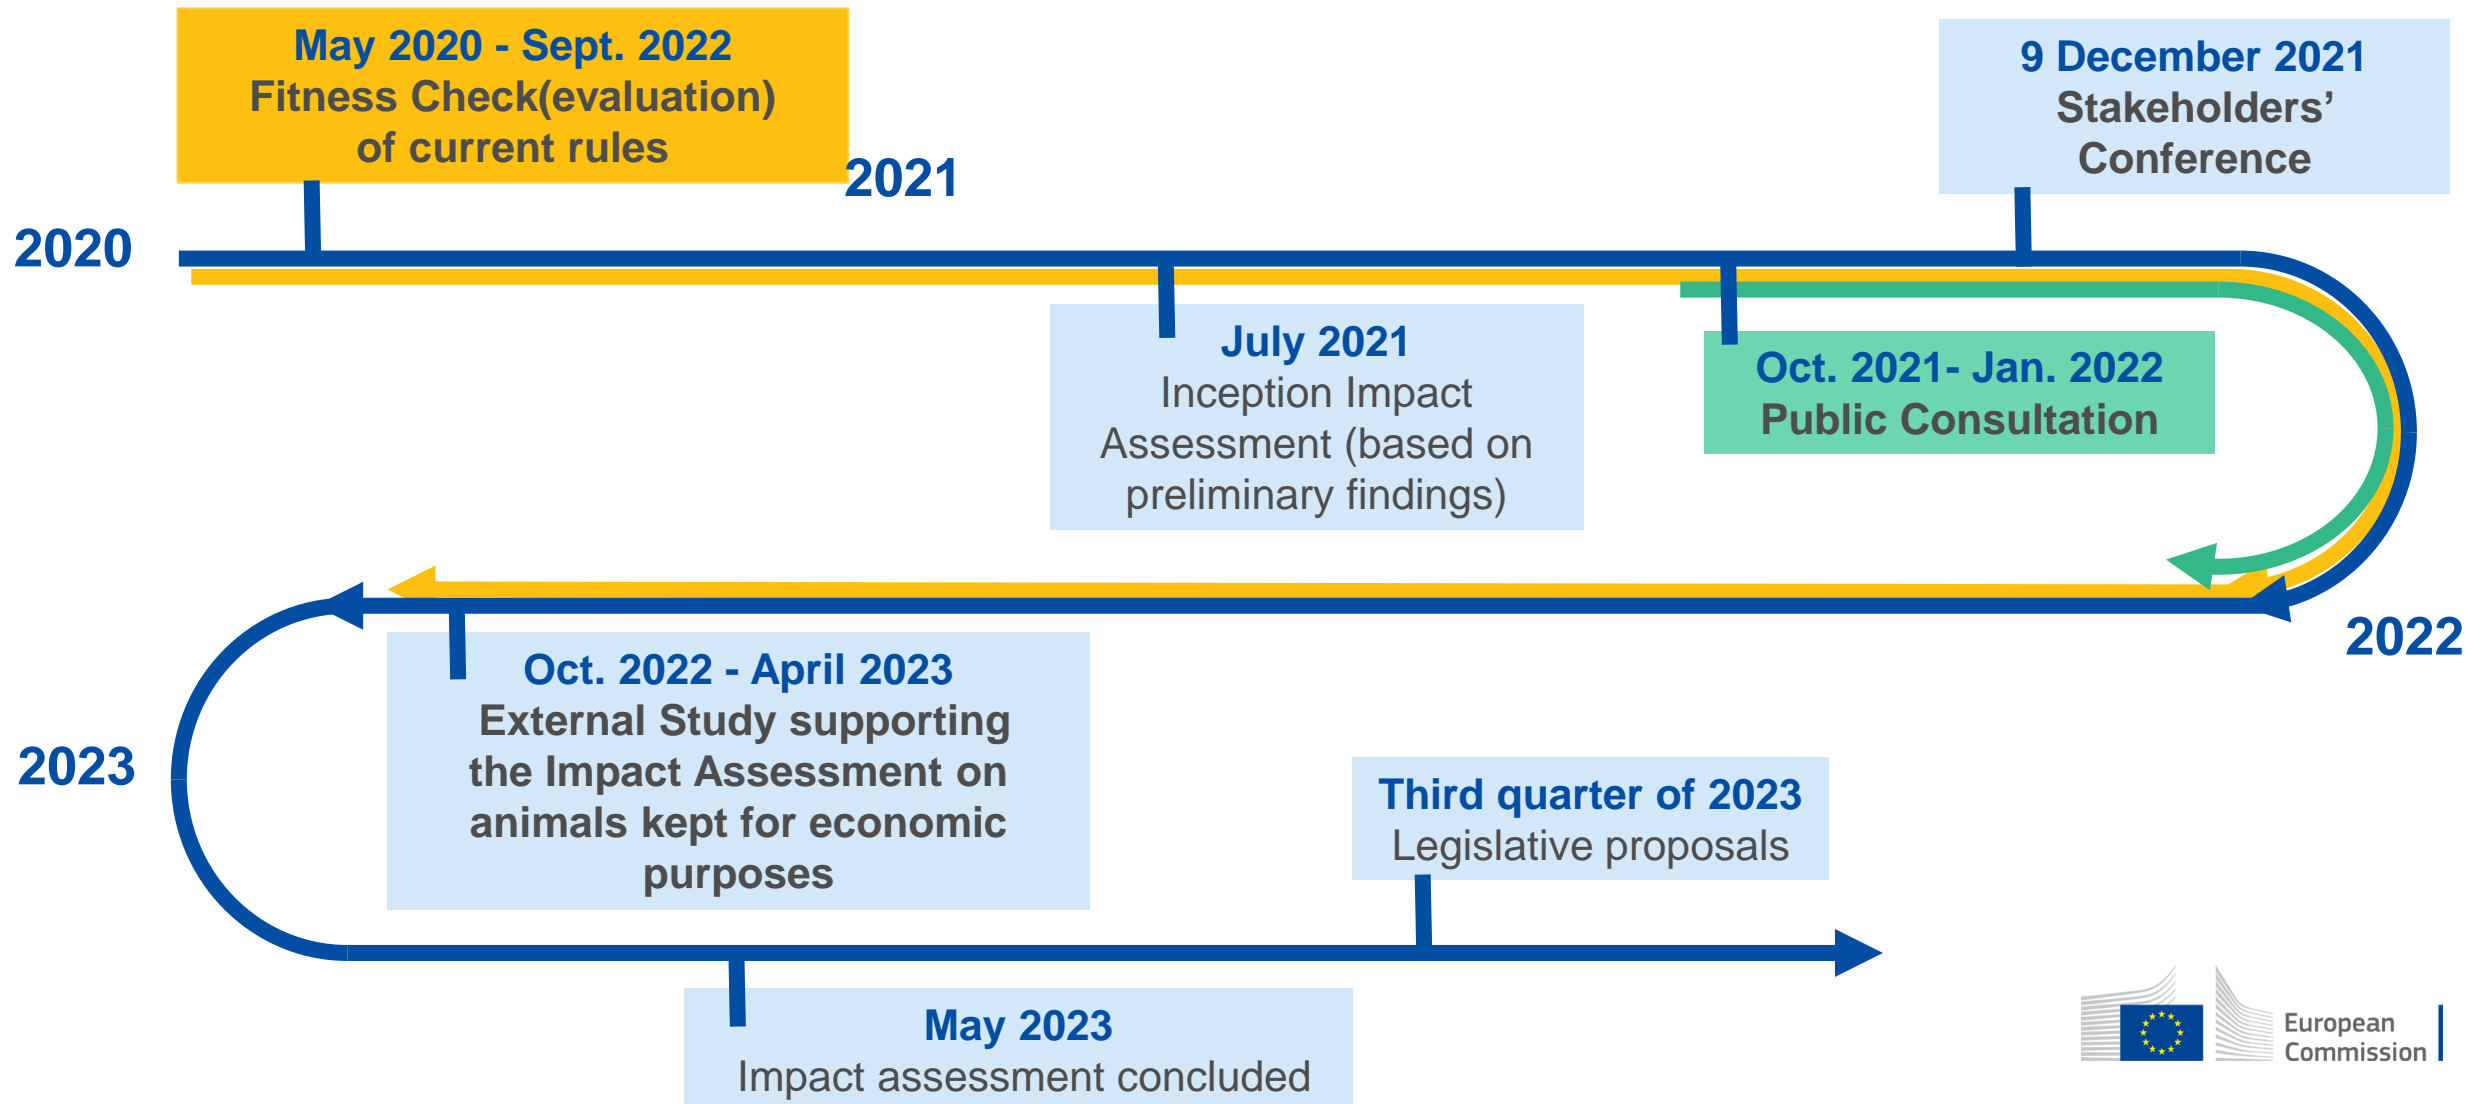 May 2020 - Sept. 2022
Fitness Check(evaluation)
of current rules
2021
9 December 2021
Stakeholders’
Conference
2020
July 2021
Inception Impact
Assessment (based on
preliminary findings)
Oct. 2021- Jan. 2022
Public Consultation
2022
Oct. 2022 - April 2023
External Study supporting
the Impact Assessment on
animals kept for economic
purposes
2023
Third quarter of 2023
Legislative proposals
May 2023
Impact assessment concluded
European
Commission